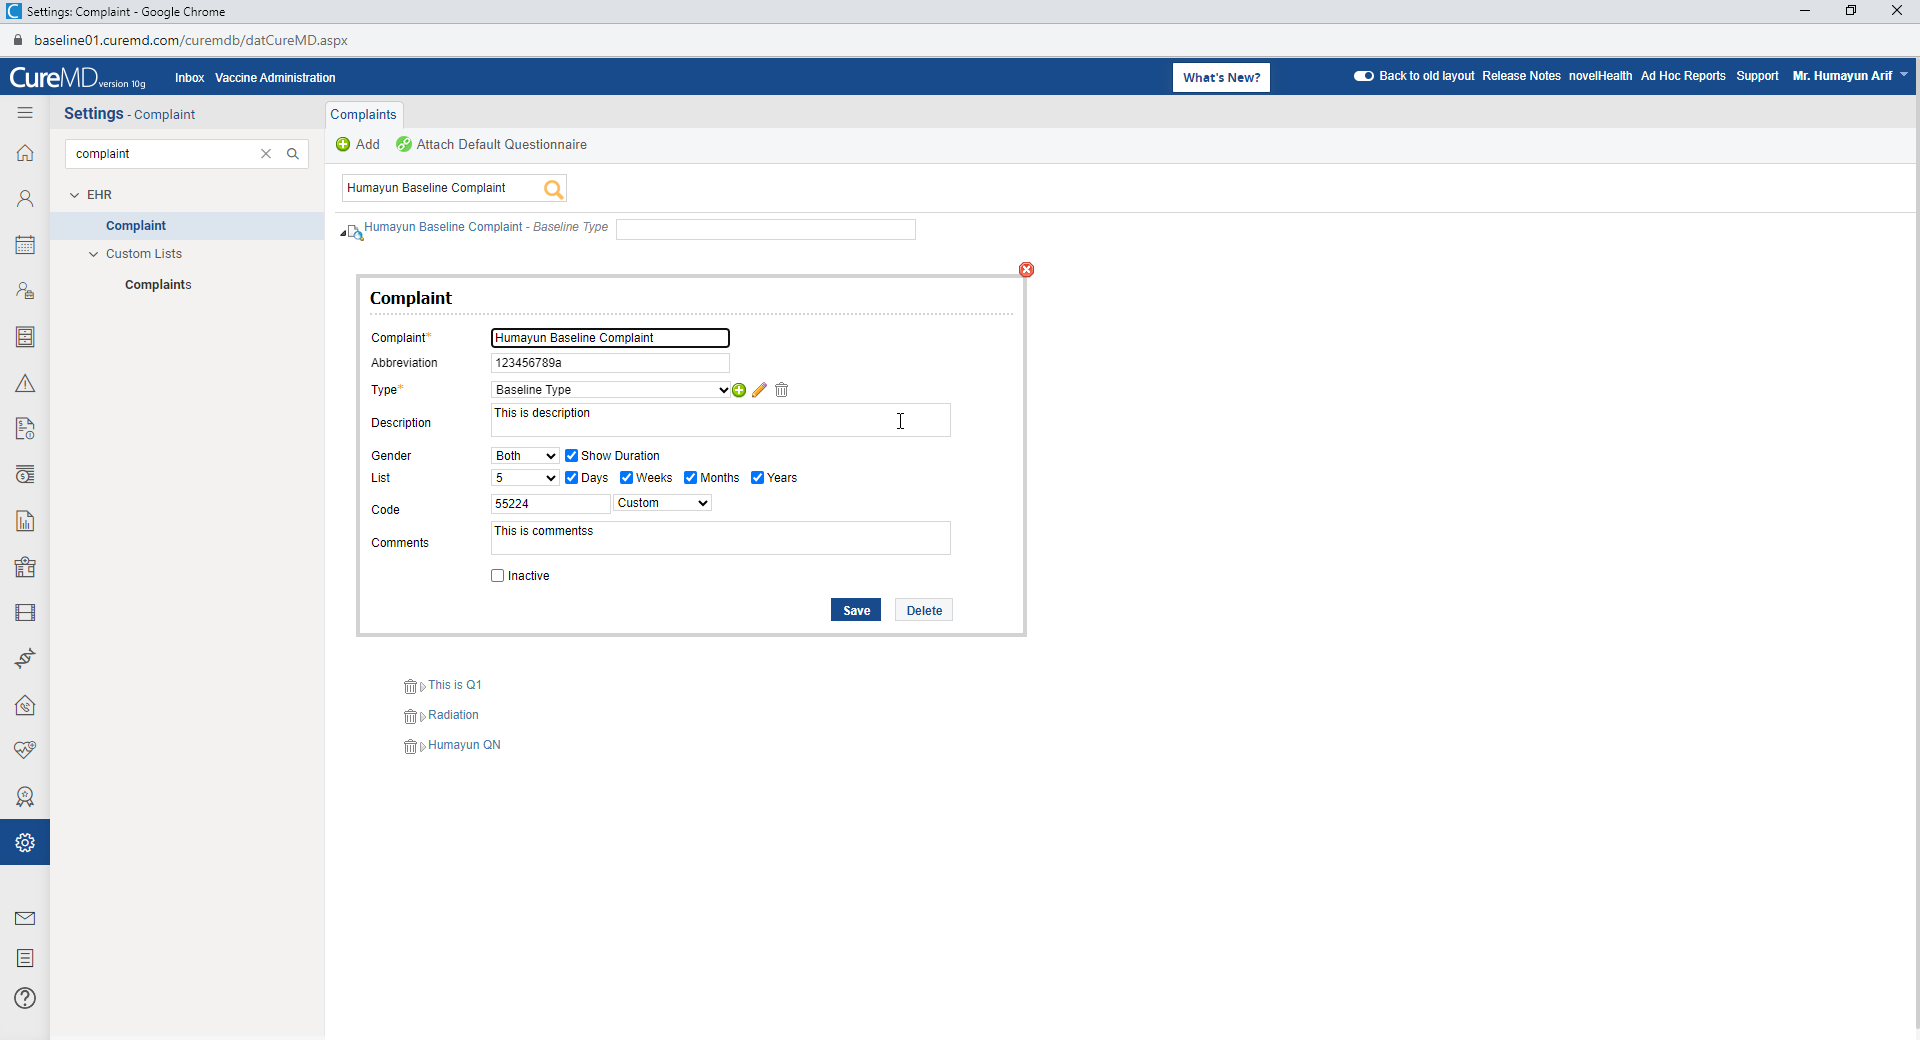 Settings: Complaint - Google Chrome
baseline01.curemd.com/curemdb/datCureMD.aspx
CureMD version 10g
Inbox Vaccine Administration
What's New?
Back to old layout Release Notes novelHealth Ad Hoc Reports Support Mr. Humayun Arif
Settings - Complaint
Complaints
complaint
Add Attach Default Questionnaire
Humayun Baseline Complaint
EHR
Complaint
Custom Lists
Complaints
Humayun Baseline Complaint - Baseline Type
Complaint
Complaint* Humayun Baseline Complaint
Abbreviation 123456789a
Type* Baseline Type
Description This is description
Gender Both Show Duration
List 5 Days Weeks Months Years
Code 55224 Custom
Comments This is commentss
Inactive
Save Delete
This is Q1
Radiation
Humayun QN